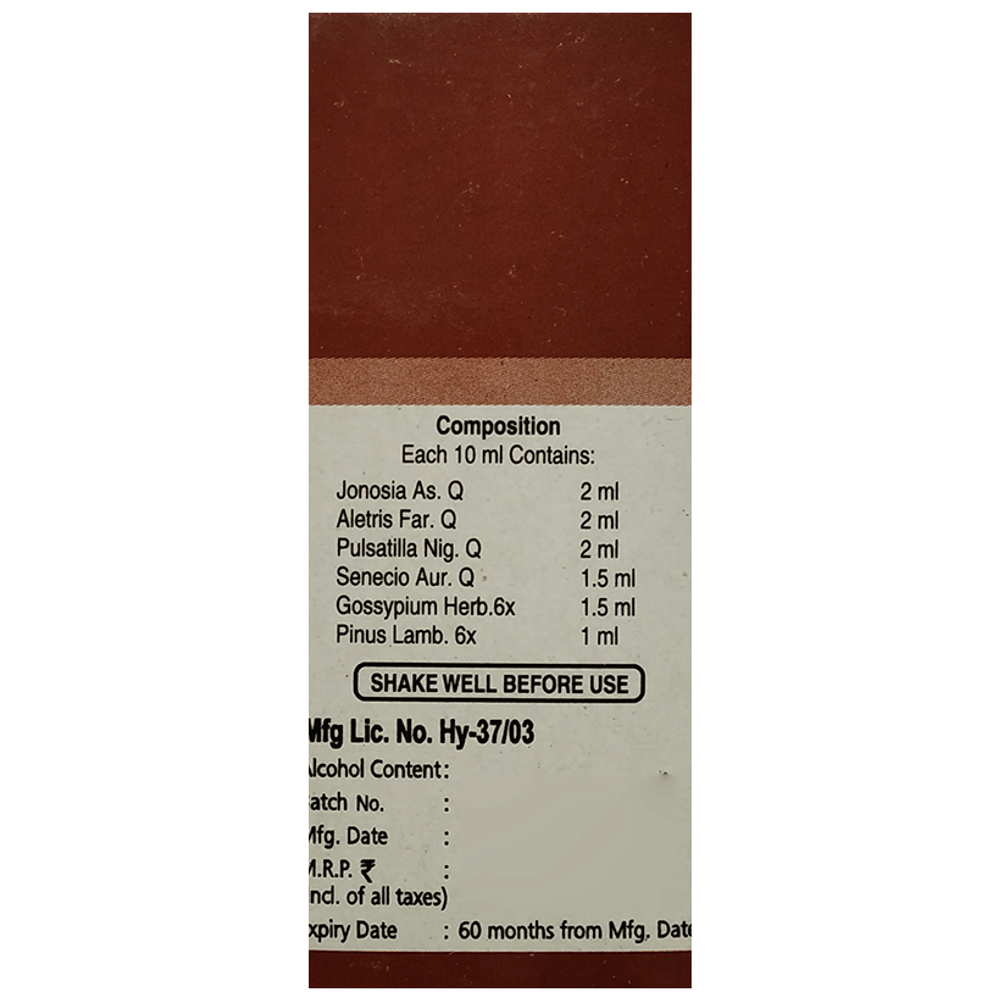 Composition
Each 10 ml Contains:
Jonosia As. Q 2 ml
Aletris Far. Q 2 ml
Pulsatilla Nig. Q 2 ml
Senecio Aur. Q 1.5 ml
Gossypium Herb.6x 1.5 ml
Pinus Lamb. 6x 1 ml
SHAKE WELL BEFORE USE
Mfg Lic. No. Hy-37/03
Alcohol Content:
Batch No. :
Mfg. Date :
M.R.P. ₹ :
incl. of all taxes)
Expiry Date : 60 months from Mfg. Date